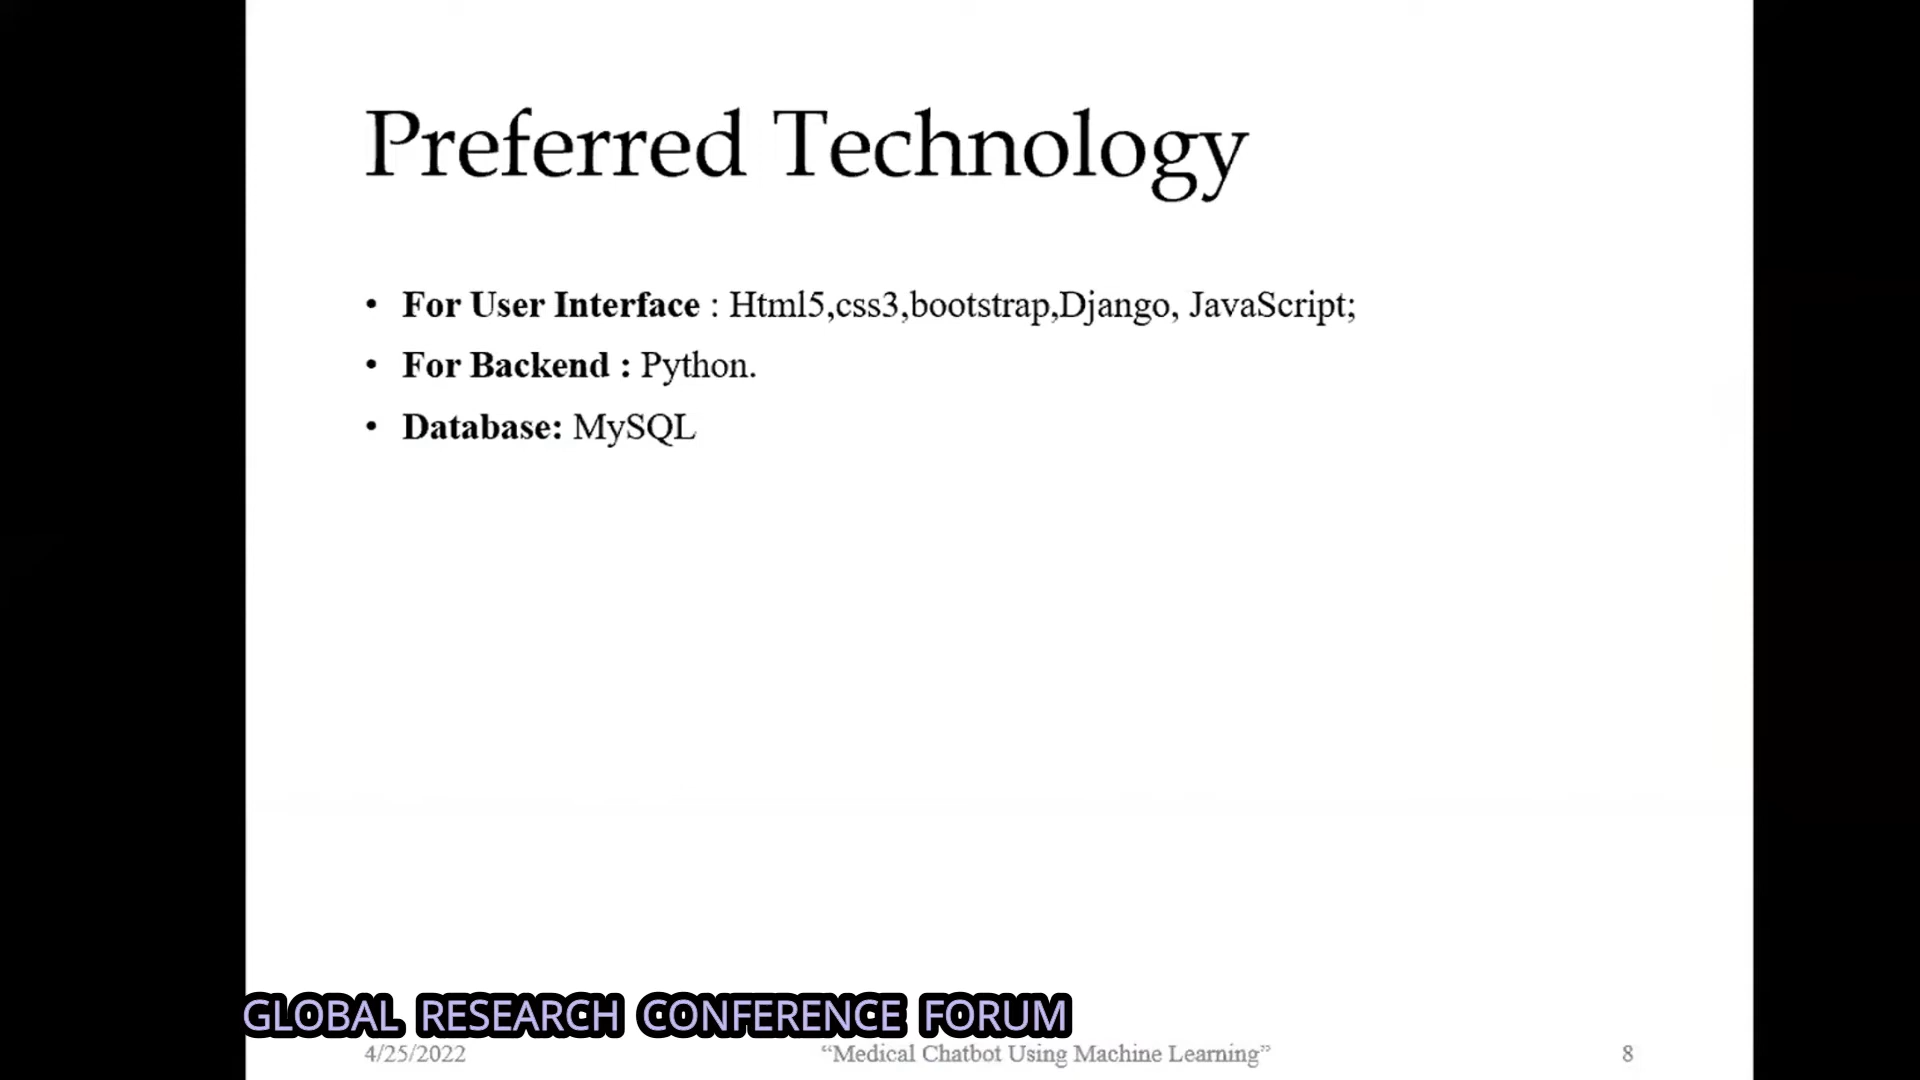 Preferred Technology
• For User Interface : Html5,css3,bootstrap,Django, JavaScript;
• For Backend : Python.
• Database: MySQL
GLOBAL RESEARCH CONFERENCE FORUM
4/25/2022 “Medical Chatbot Using Machine Learning” 8